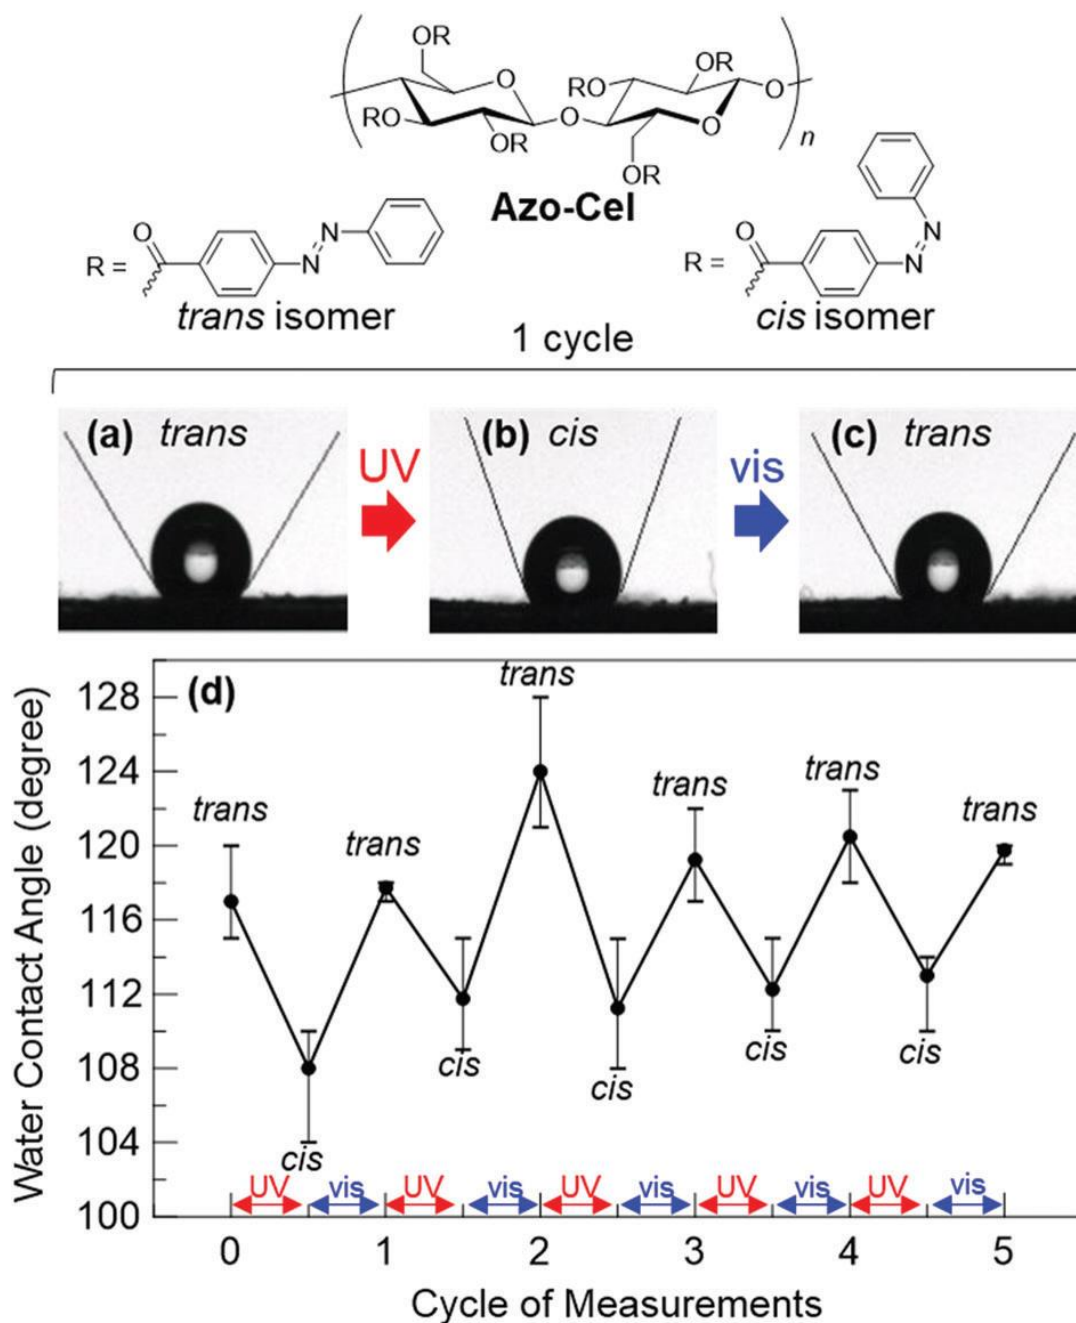 OR
OR
RO
O
RO
O
O
RO
OR
O
n
OR
Azo-Cel
O
N
N
R =
trans isomer
O
N
N
R =
cis isomer
1 cycle
(a) trans
UV
(b) cis
vis
(c) trans
(d)
Water Contact Angle (degree)
128
124
120
116
112
108
104
100
trans
cis
trans
cis
trans
cis
trans
cis
trans
cis
trans
UV vis UV vis UV vis UV vis UV vis
0 1 2 3 4 5
Cycle of Measurements